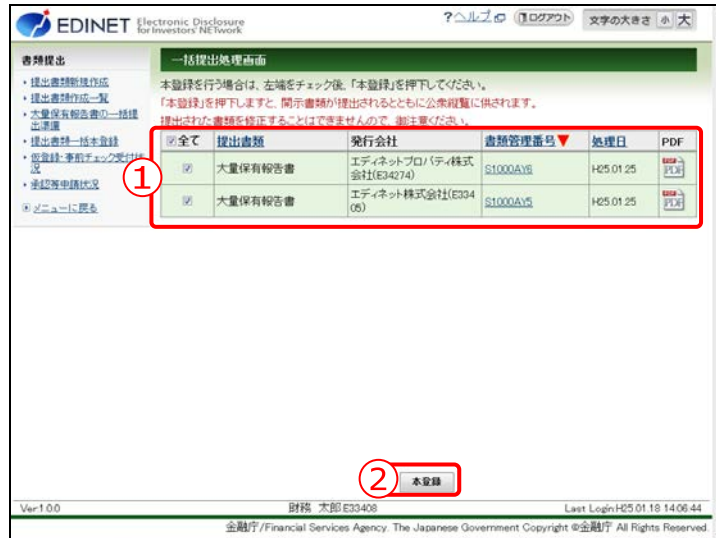 EDINET Electronic Disclosure for Investors' NETwork
?ヘルプ ログアウト 文字の大きさ 小 大
書類提出
・提出書類新規作成
・提出書類作成一覧
・大量保有報告書の一括提
出準備
・提出書類一括本登録
・仮登録・事前チェック受付状
況
・承認等申請状況
メニューに戻る
一括提出処理画面
本登録を行う場合は、左端をチェック後、「本登録」を押下してください。
「本登録」を押下しますと、開示書類が提出されるとともに公衆縦覧に供されます。
提出された書類を修正することはできませんので、御注意ください。
全て 提出書類 発行会社 書類管理番号▼ 処理日 PDF
大量保有報告書 エディネットプロパティ株式
会社(E34274) S1000AY6 H25.01.25 PDF
大量保有報告書 エディネット株式会社(E334
05) S1000AY5 H25.01.25 PDF
①
② 本登録
Ver.1.0.0 財務 太郎 E33408 Last Login:H25.01.18 14:06:44
金融庁/Financial Services Agency. The Japanese Government Copyright ©金融庁 All Rights Reserved.